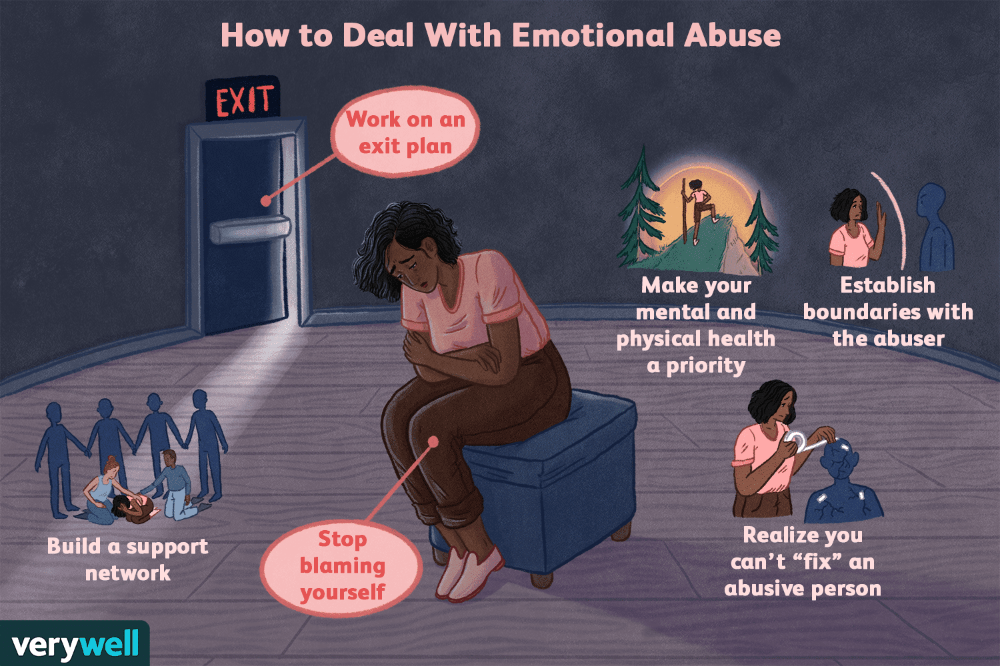 How to Deal With Emotional Abuse
EXIT
Work on an
exit plan
Make your
mental and
physical health
a priority
Establish
boundaries with
the abuser
Build a support
network
Stop
blaming
yourself
Realize you
can’t “fix” an
abusive person
verywell